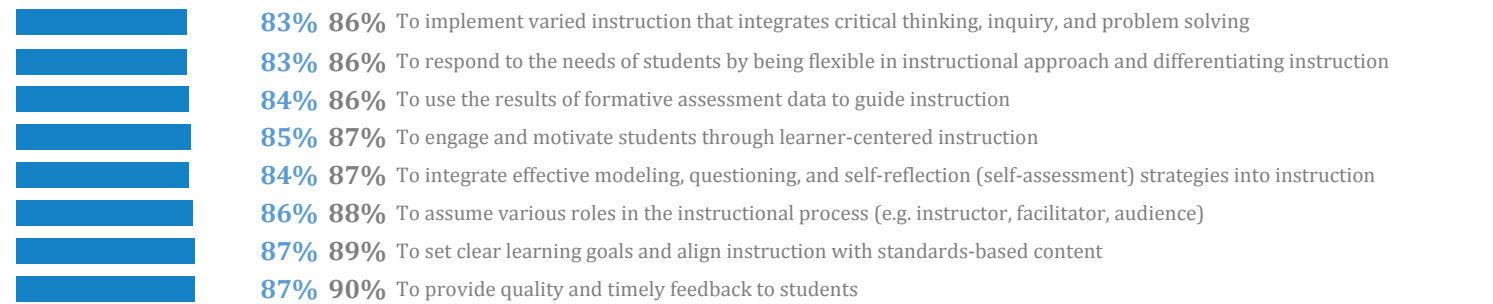 83% 86% To implement varied instruction that integrates critical thinking, inquiry, and problem solving
83% 86% To respond to the needs of students by being flexible in instructional approach and differentiating instruction
84% 86% To use the results of formative assessment data to guide instruction
85% 87% To engage and motivate students through learner-centered instruction
84% 87% To integrate effective modeling, questioning, and self-reflection (self-assessment) strategies into instruction
86% 88% To assume various roles in the instructional process (e.g. instructor, facilitator, audience)
87% 89% To set clear learning goals and align instruction with standards-based content
87% 90% To provide quality and timely feedback to students